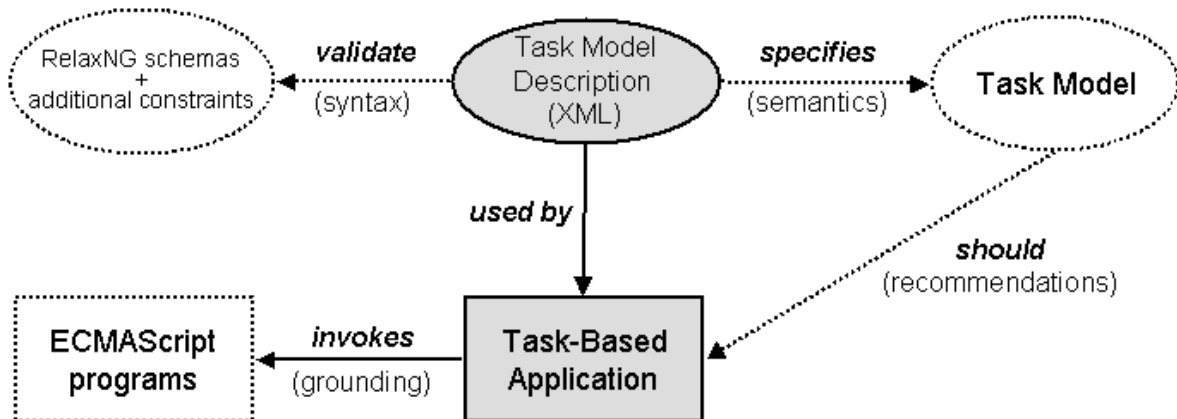 RelaxNG schemas
+
additional constraints
validate
(syntax)
Task Model
Description
(XML)
specifies
(semantics)
Task Model
used by
should
(recommendations)
ECMAScript
programs
invokes
(grounding)
Task-Based
Application